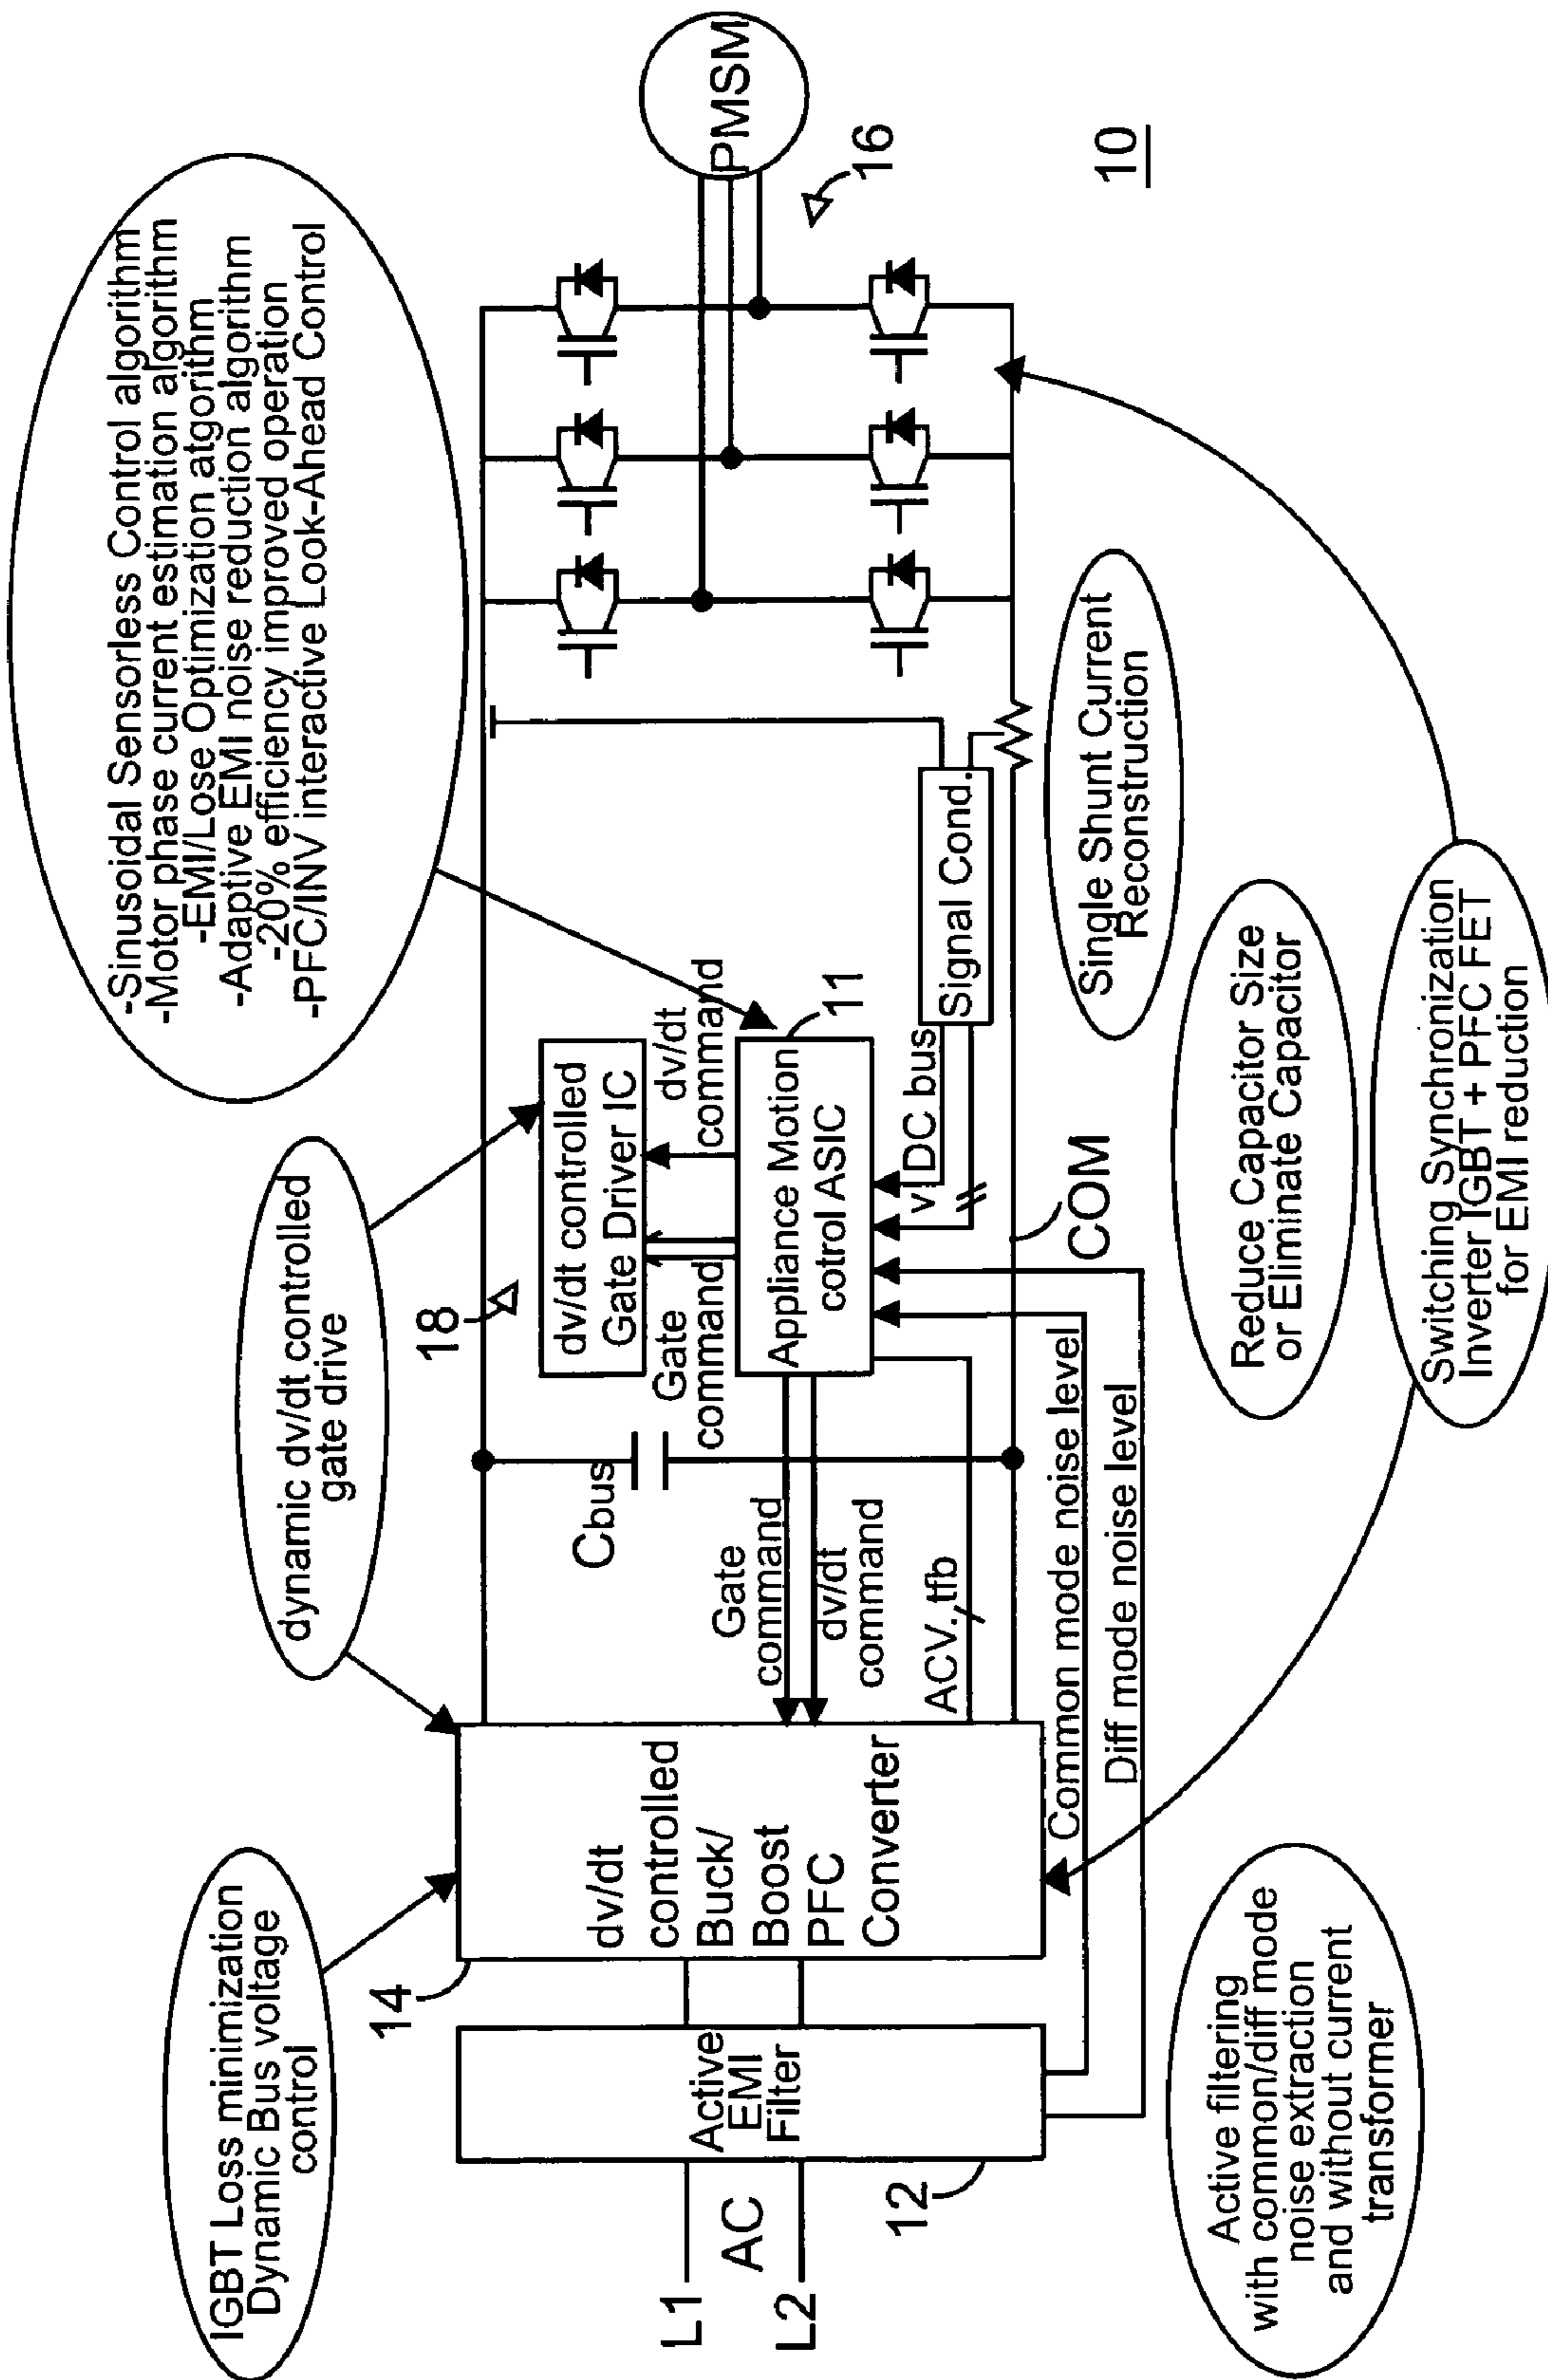 IGBT Loss minimization
Dynamic Bus voltage
control
dynamic dv/dt controlled
gate drive
-Sinusoidal Sensorless Control algorithm
-Motor phase current estimation algorithm
-EMI/Lose Optimization atgorithm
-Adaptive EMI noise reduction algorithm
-20% efficiency improved operation
-PFC/INV interactive Look-Ahead Control
14
18
L1
AC
L2
Active
EMI
Filter
12
dv/dt
controlled
Buck/
Boost
PFC
Converter
Cbus
Gate
command
dv/dt
command
ACV. tfb
dv/dt controlled
Gate Driver IC
Gate
command
dv/dt
command
Appliance Motion
cotrol ASIC
11
v
DC bus
Signal Cond.
COM
PMSM
16
10
Common mode noise level
Diff mode noise level
Single Shunt Current
Reconstruction
Reduce Capacitor Size
or Eliminate Capacitor
Switching Synchronization
Inverter IGBT + PFC FET
for EMI reduction
Active filtering
with common/diff mode
noise extraction
and without current
transformer